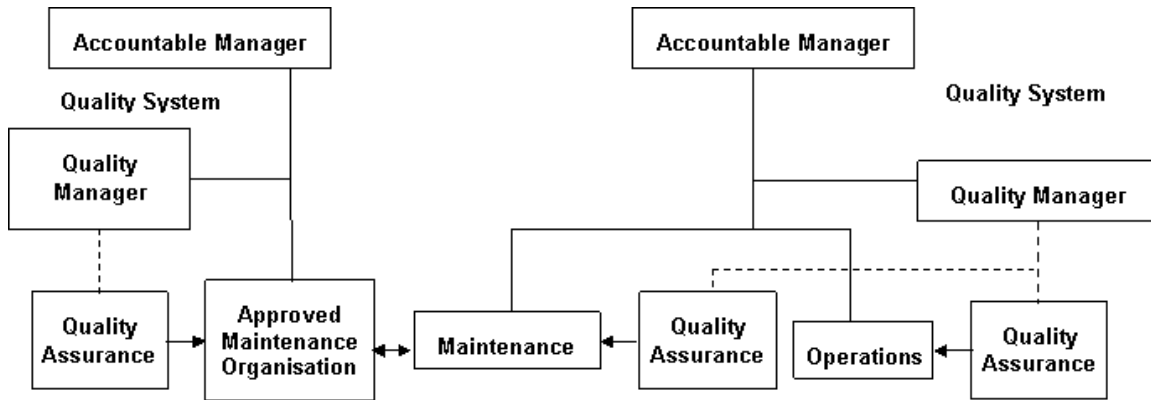 Accountable Manager
Quality System
Quality
Manager
Quality
Assurance
Approved
Maintenance
Organisation
Accountable Manager
Quality System
Quality Manager
Maintenance
Quality
Assurance
Operations
Quality
Assurance